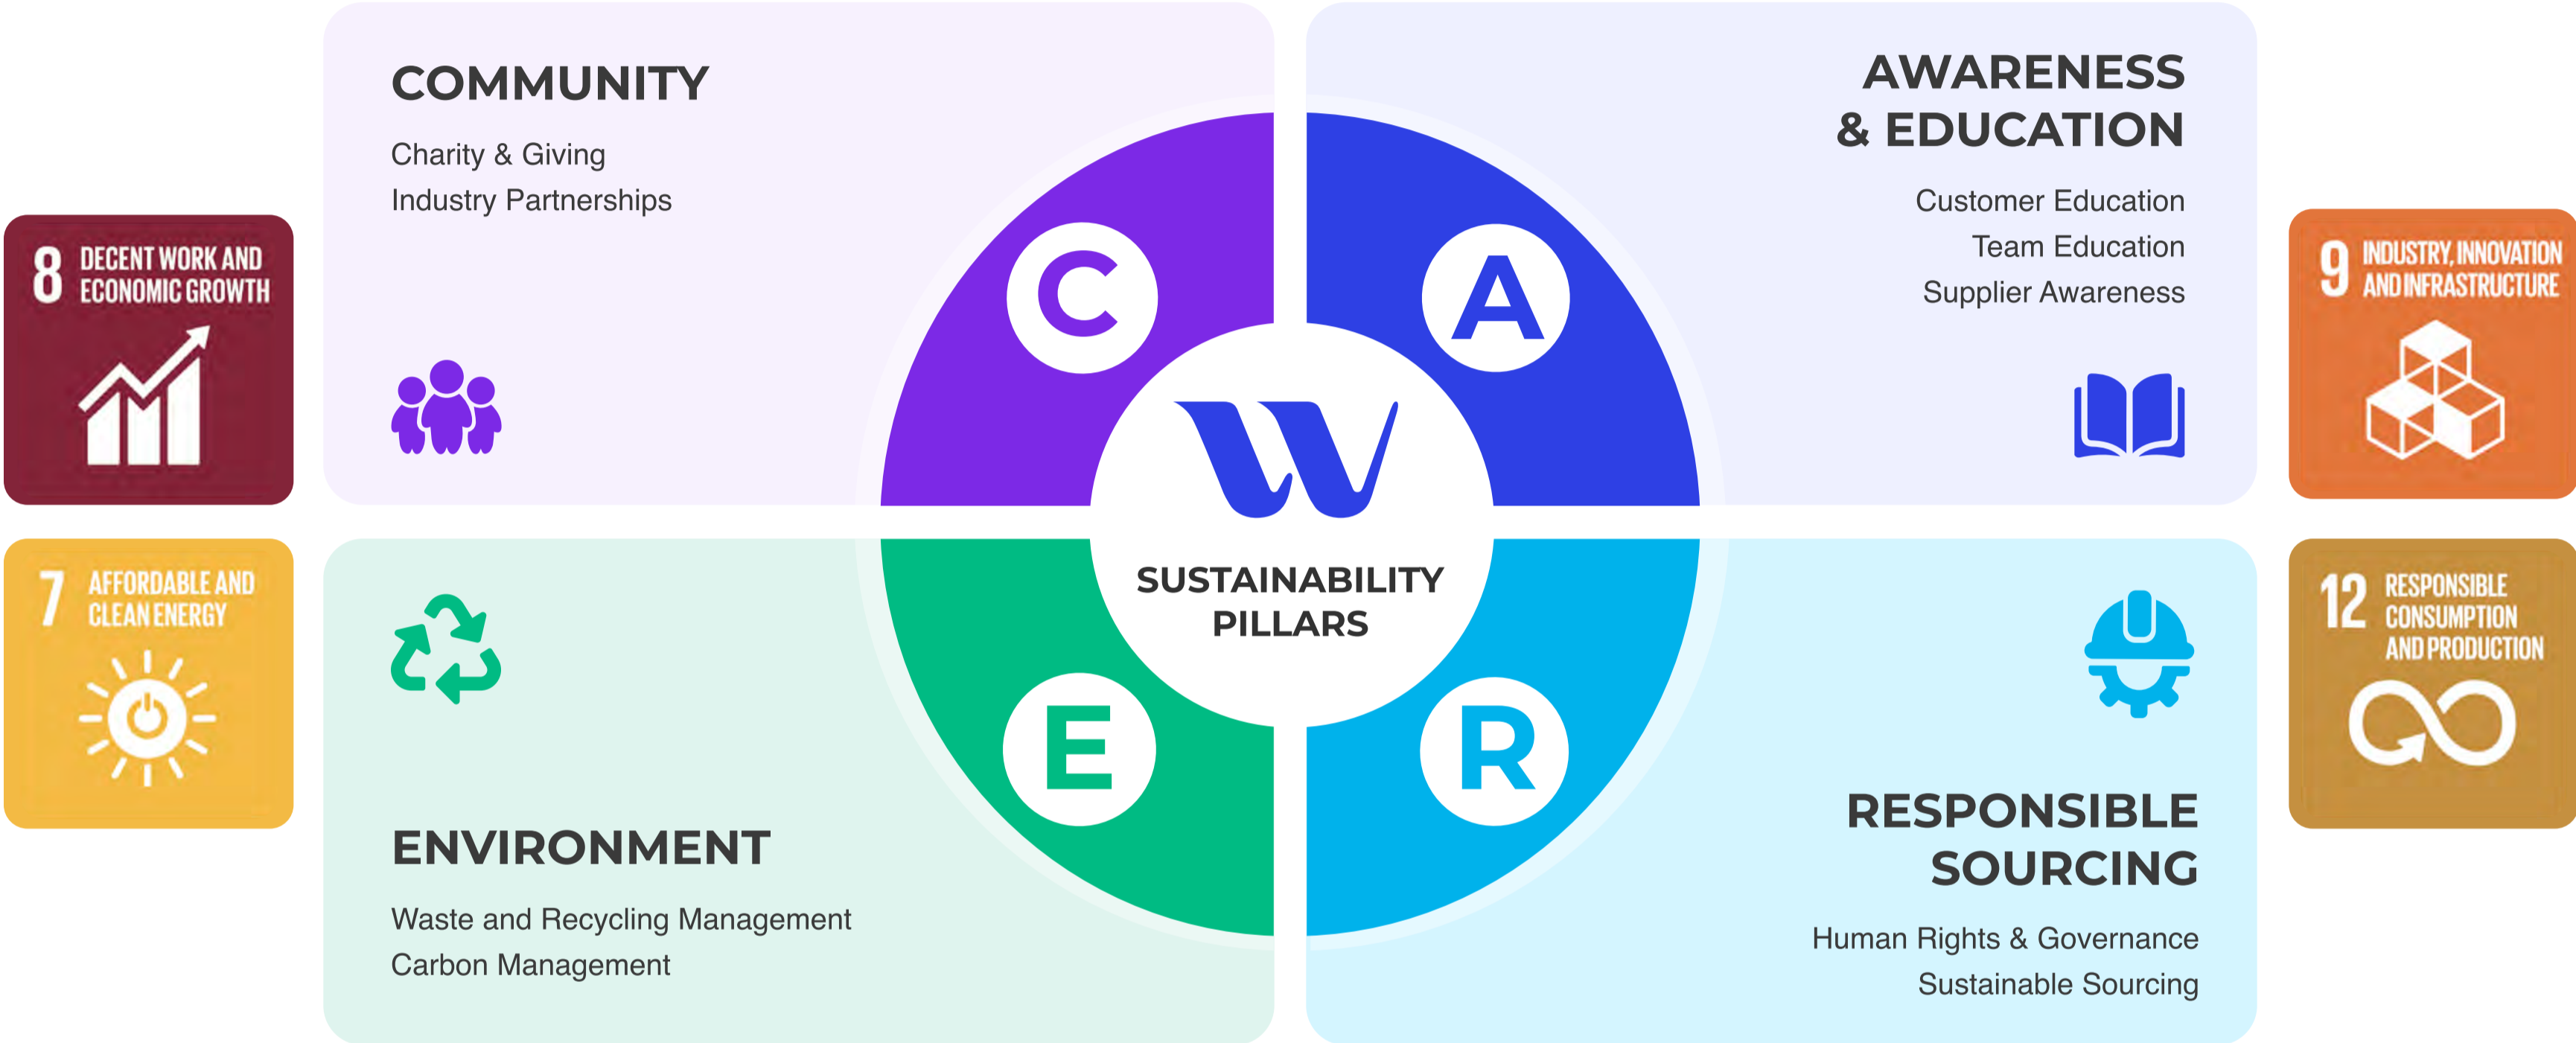 COMMUNITY
Charity & Giving
Industry Partnerships
AWARENESS
& EDUCATION
Customer Education
Team Education
Supplier Awareness
8 DECENT WORK AND
ECONOMIC GROWTH
9 INDUSTRY, INNOVATION
AND INFRASTRUCTURE
C
A
W
SUSTAINABILITY
PILLARS
E
R
7 AFFORDABLE AND
CLEAN ENERGY
12 RESPONSIBLE
CONSUMPTION
AND PRODUCTION
ENVIRONMENT
Waste and Recycling Management
Carbon Management
RESPONSIBLE
SOURCING
Human Rights & Governance
Sustainable Sourcing